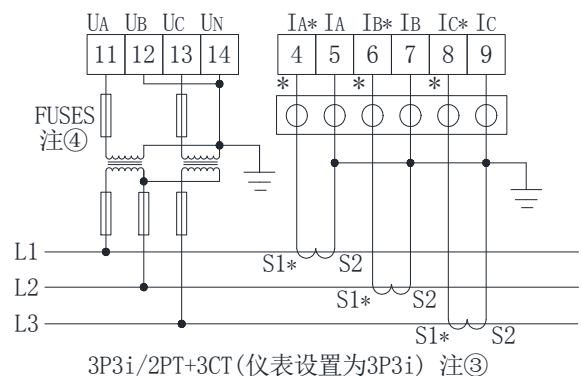 UA UB UC UN IA* IA IB* IB IC* IC
11 12 13 14 4 5 6 7 8 9
* * *
FUSES
注④
L1
S1* S2
L2
S1* S2
L3
S1* S2
3P3i/2PT+3CT(仪表设置为3P3i) 注③